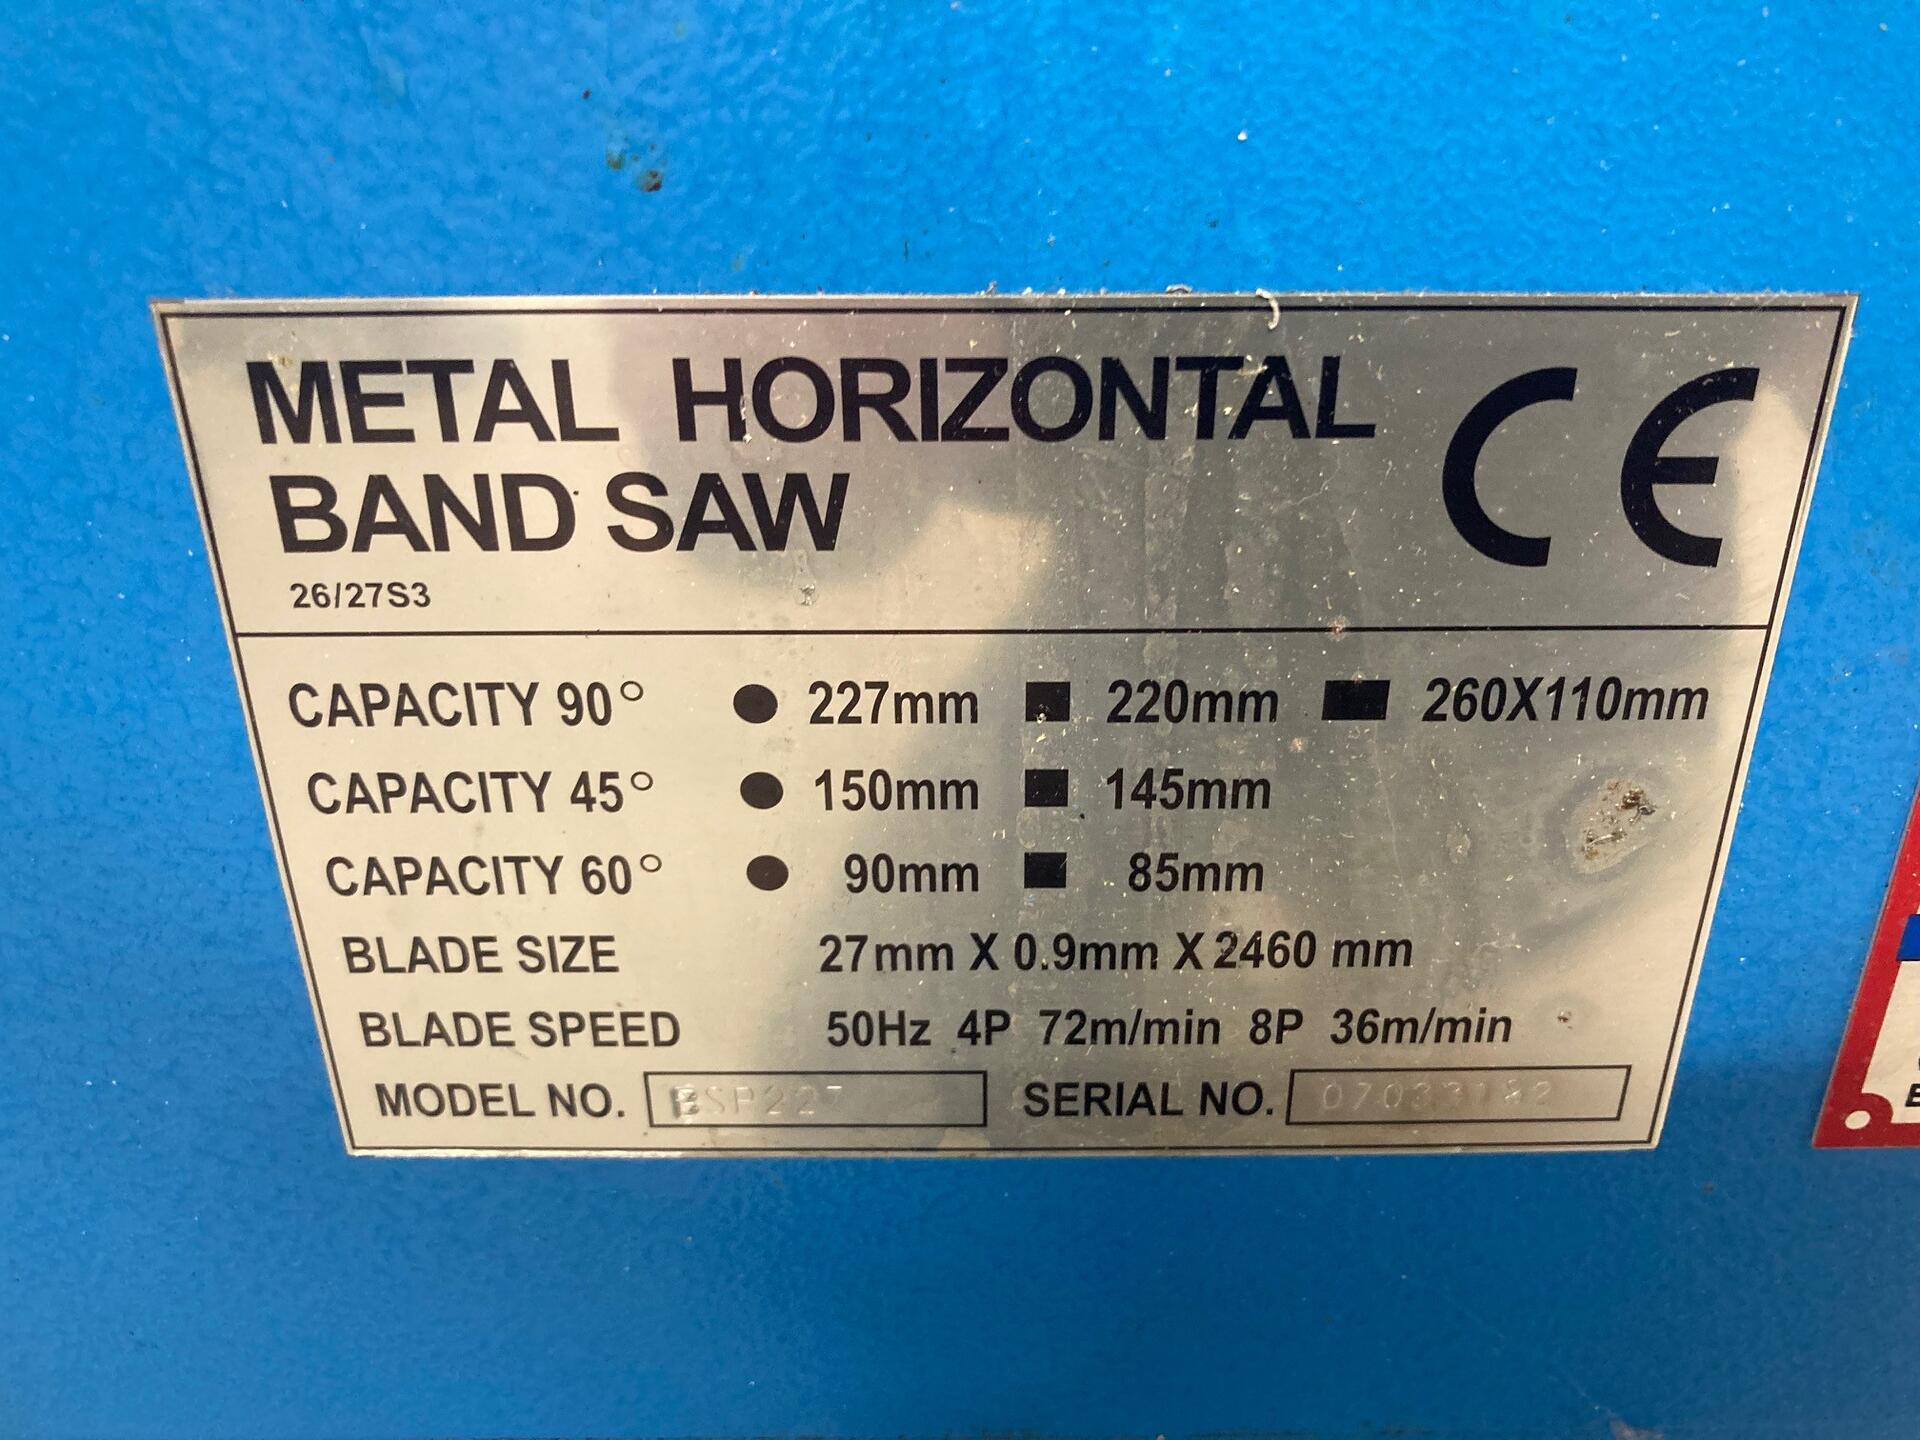 METAL HORIZONTAL CE
BAND SAW
26/27S3
CAPACITY 90° ● 227mm ■ 220mm ▬ 260X110mm
CAPACITY 45° ● 150mm ■ 145mm
CAPACITY 60° ● 90mm ■ 85mm
BLADE SIZE 27mm X 0.9mm X 2460 mm
BLADE SPEED 50Hz 4P 72m/min 8P 36m/min
MODEL NO. SERIAL NO.